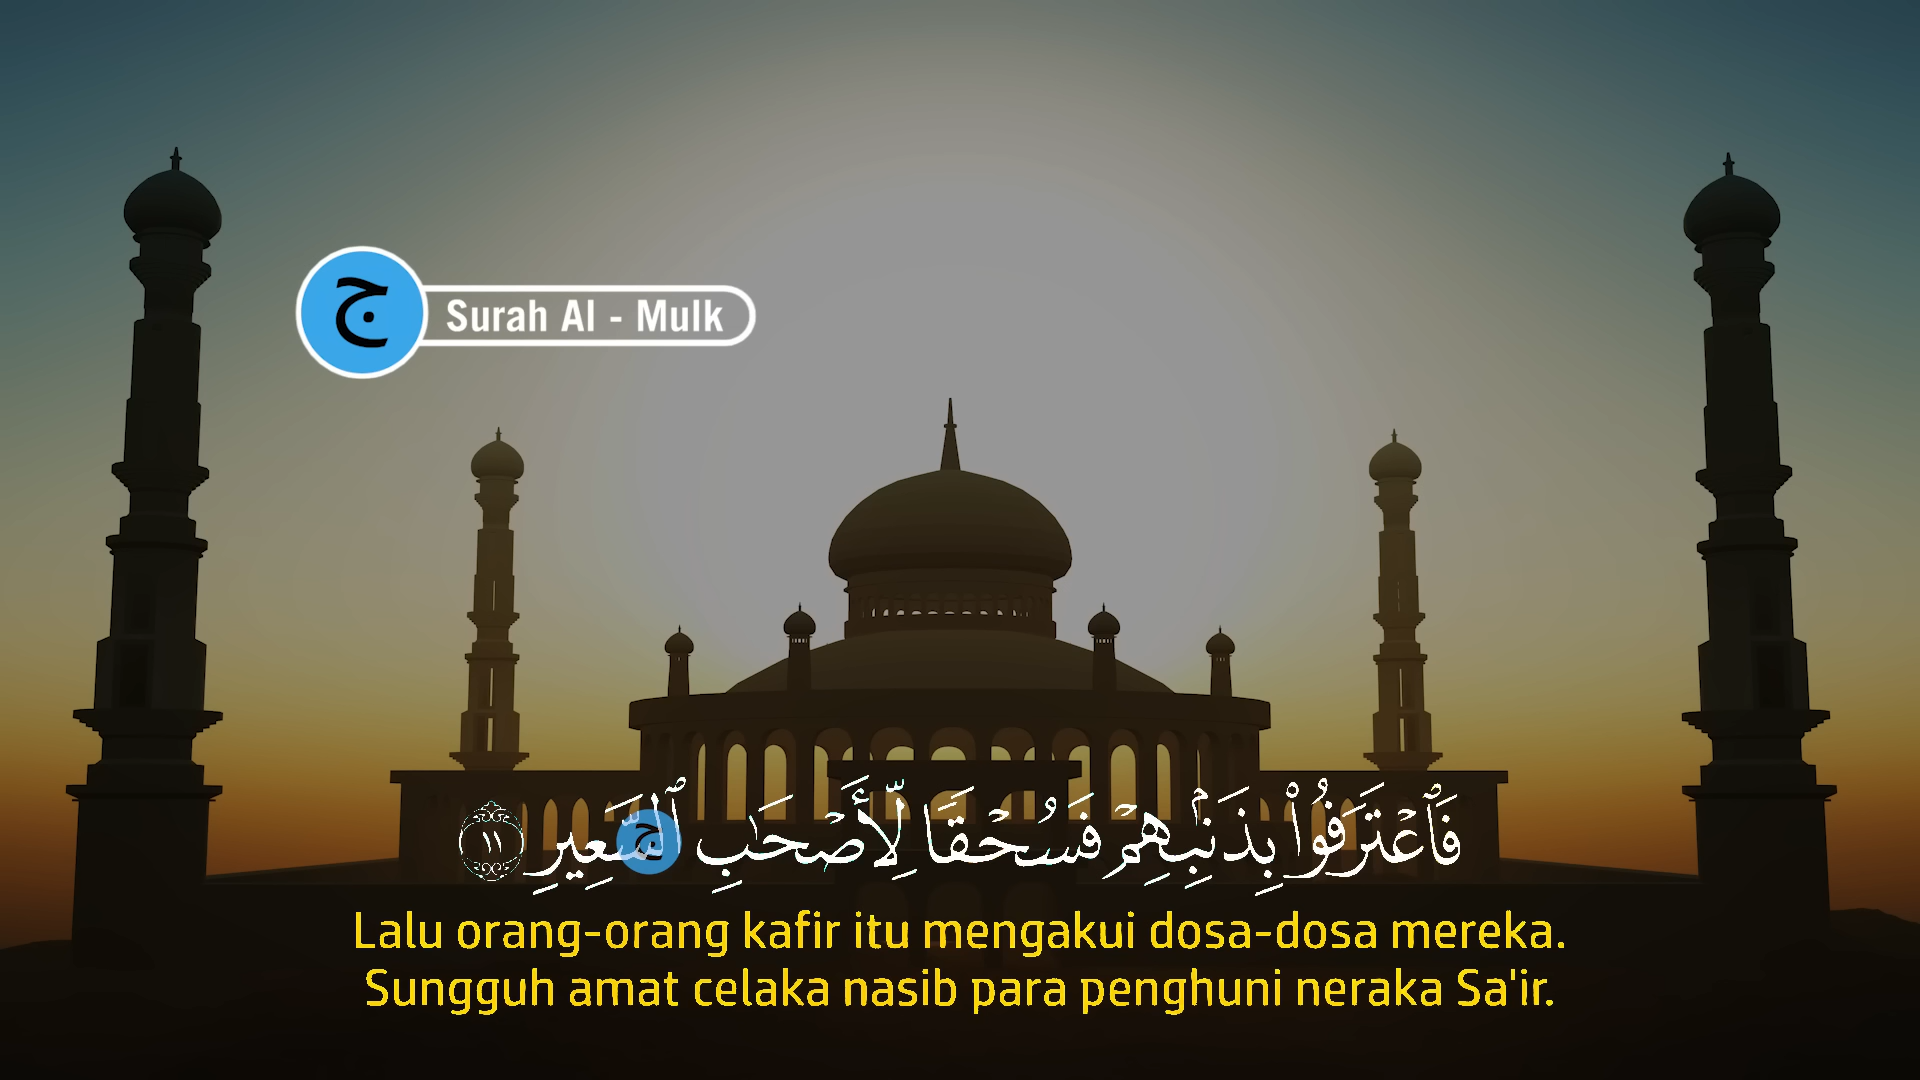 ج
Surah Al - Mulk
فَٱعْتَرَفُوا۟ بِذَنۢبِهِمْ فَسُحْقًا لِّأَصْحَـٰبِ ٱلسَّعِيرِ ١١
ج
Lalu orang-orang kafir itu mengakui dosa-dosa mereka.
Sungguh amat celaka nasib para penghuni neraka Sa'ir.